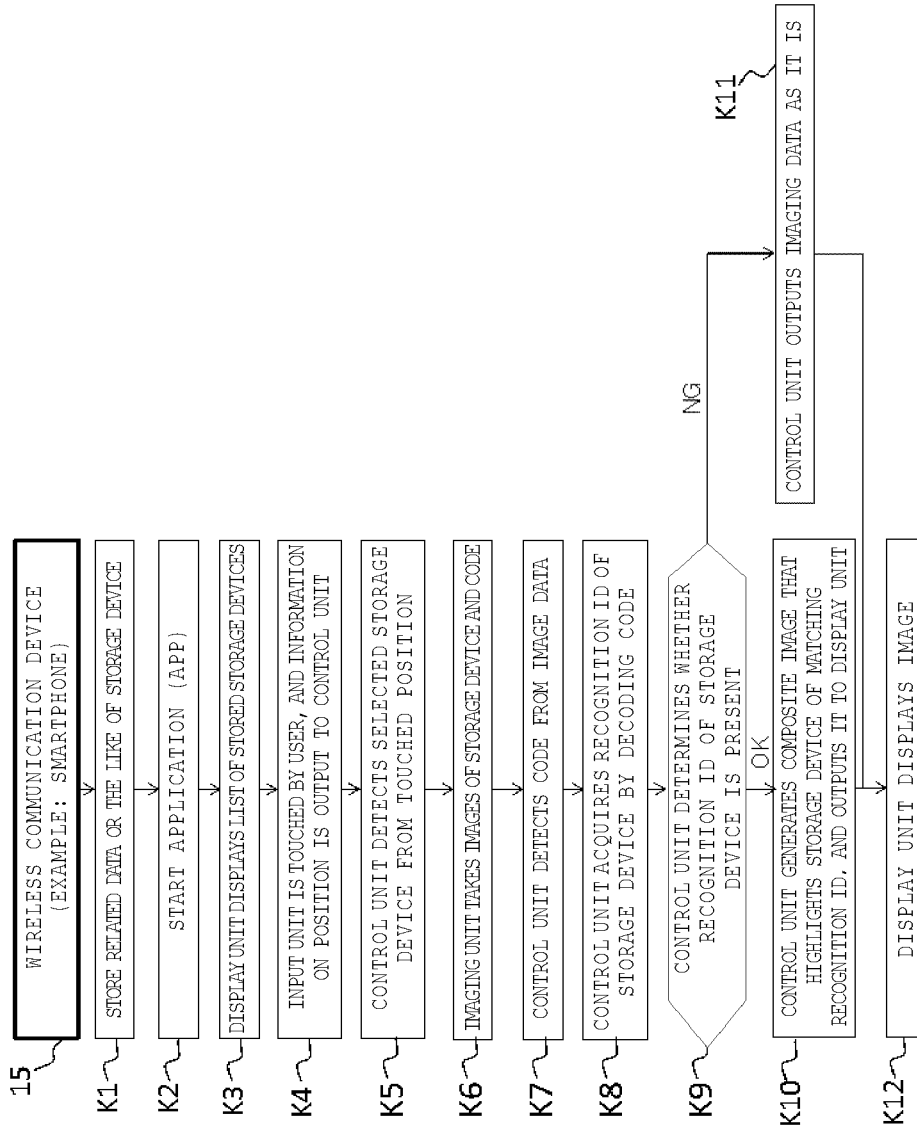 15
WIRELESS COMMUNICATION DEVICE
(EXAMPLE: SMARTPHONE)
K1
STORE RELATED DATA OR THE LIKE OF STORAGE DEVICE
K2
START APPLICATION (APP)
K3
DISPLAY UNIT DISPLAYS LIST OF STORED STORAGE DEVICES
K4
INPUT UNIT IS TOUCHED BY USER, AND INFORMATION
ON POSITION IS OUTPUT TO CONTROL UNIT
K5
CONTROL UNIT DETECTS SELECTED STORAGE
DEVICE FROM TOUCHED POSITION
K6
IMAGING UNIT TAKES IMAGES OF STORAGE DEVICE AND CODE
K7
CONTROL UNIT DETECTS CODE FROM IMAGE DATA
K8
CONTROL UNIT ACQUIRES RECOGNITION ID OF
STORAGE DEVICE BY DECODING CODE
K9
CONTROL UNIT DETERMINES WHETHER
RECOGNITION ID OF STORAGE
DEVICE IS PRESENT
NG
OK
K10
CONTROL UNIT GENERATES COMPOSITE IMAGE THAT
HIGHLIGHTS STORAGE DEVICE OF MATCHING
RECOGNITION ID, AND OUTPUTS IT TO DISPLAY UNIT
K11
CONTROL UNIT OUTPUTS IMAGING DATA AS IT IS
K12
DISPLAY UNIT DISPLAYS IMAGE